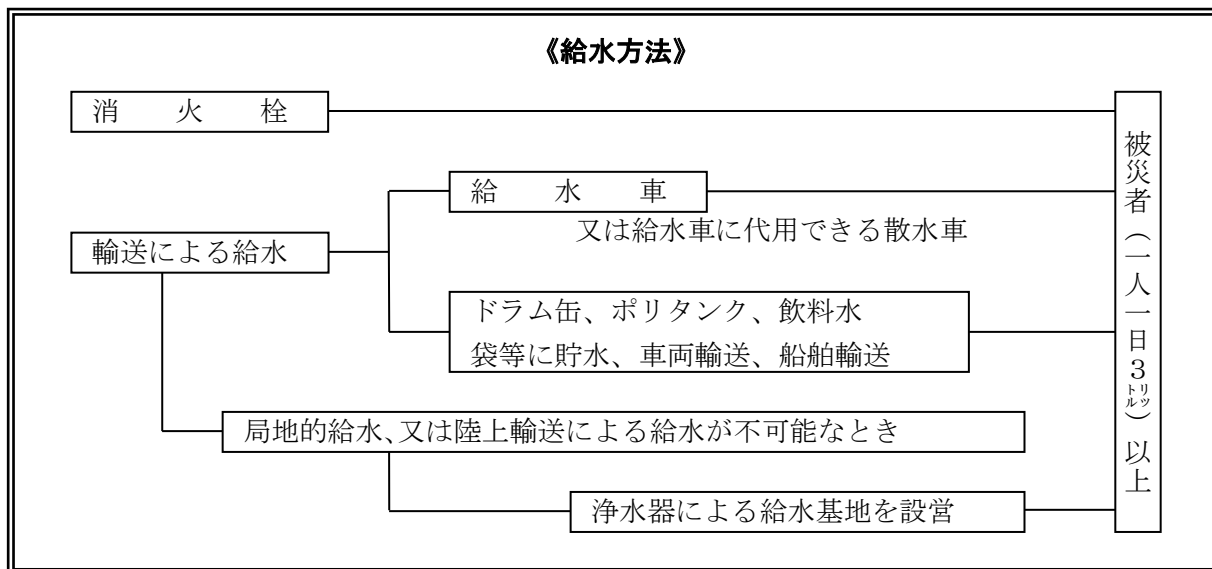 《給水方法》
消火栓
給水車
又は給水車に代用できる散水車
輸送による給水
ドラム缶、ポリタンク、飲料水
袋等に貯水、車両輸送、船舶輸送
局地的給水、又は陸上輸送による給水が不可能なとき
浄水器による給水基地を設営
被災者（一人一日３リットル）以上